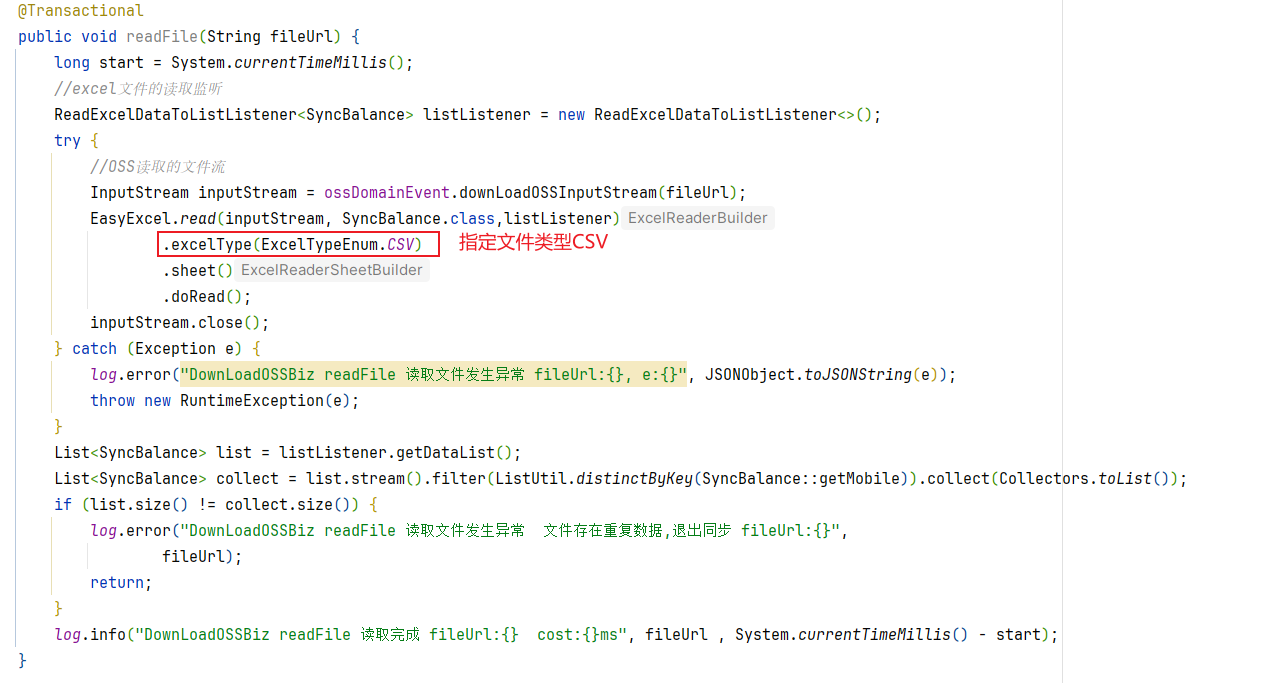 @Transactional
public void readFile(String fileUrl) {
long start = System.currentTimeMillis();
//excel文件的读取监听
ReadExcelDataToListListener<SyncBalance> listListener = new ReadExcelDataToListListener<>();
try {
//OSS读取的文件流
InputStream inputStream = ossDomainEvent.downLoadOSSInputStream(fileUrl);
EasyExcel.read(inputStream, SyncBalance.class,listListener) ExcelReaderBuilder
.excelType(ExcelTypeEnum.CSV) 指定文件类型CSV
.sheet() ExcelReaderSheetBuilder
.doRead();
inputStream.close();
} catch (Exception e) {
log.error("DownLoadOSSBiz readFile 读取文件发生异常 fileUrl:{}, e:{}", JSONObject.toJSONString(e));
throw new RuntimeException(e);
}
List<SyncBalance> list = listListener.getDataList();
List<SyncBalance> collect = list.stream().filter(ListUtil.distinctByKey(SyncBalance::getMobile)).collect(Collectors.toList());
if (list.size() != collect.size()) {
log.error("DownLoadOSSBiz readFile 读取文件发生异常  文件存在重复数据,退出同步 fileUrl:{}",
fileUrl);
return;
}
log.info("DownLoadOSSBiz readFile 读取完成 fileUrl:{}  cost:{}ms", fileUrl , System.currentTimeMillis() - start);
}